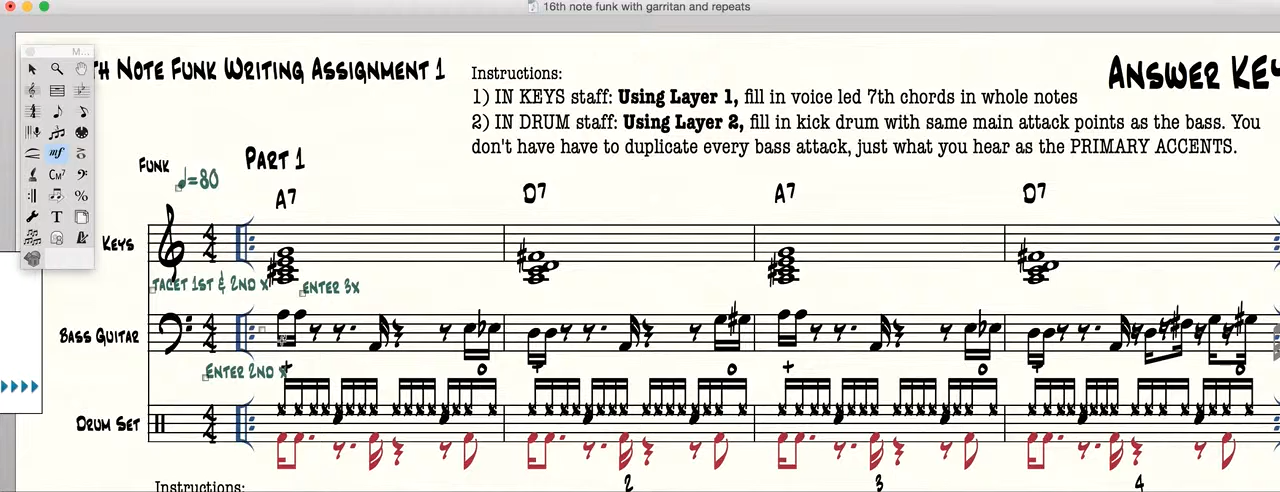 16th note funk with garritan and repeats
M...
TH NOTE FUNK WRITING ASSIGNMENT 1
ANSWER KEY
Instructions:
1) IN KEYS staff: Using Layer 1, fill in voice led 7th chords in whole notes
2) IN DRUM staff: Using Layer 2, fill in kick drum with same main attack points as the bass. You
don't have have to duplicate every bass attack, just what you hear as the PRIMARY ACCENTS.
mf
CM7
T
%
FUNK ♩=80
PART 1
A7 D7 A7 D7
KEYS
TACET 1ST & 2ND X
ENTER 3X
BASS GUITAR
ENTER 2ND X
+ o + o + o + o
DRUM SET
Instructions:
2 3 4